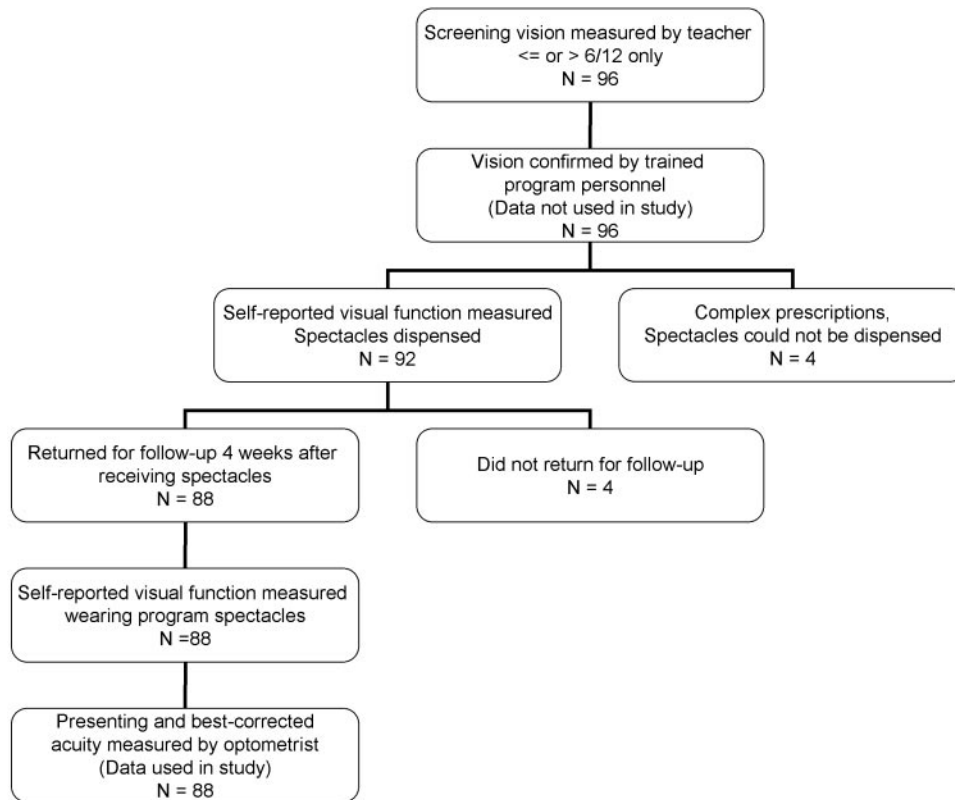 Screening vision measured by teacher
<= or > 6/12 only
N = 96
Vision confirmed by trained
program personnel
(Data not used in study)
N = 96
Self-reported visual function measured
Spectacles dispensed
N = 92
Complex prescriptions,
Spectacles could not be dispensed
N = 4
Returned for follow-up 4 weeks after
receiving spectacles
N = 88
Did not return for follow-up
N = 4
Self-reported visual function measured
wearing program spectacles
N =88
Presenting and best-corrected
acuity measured by optometrist
(Data used in study)
N = 88